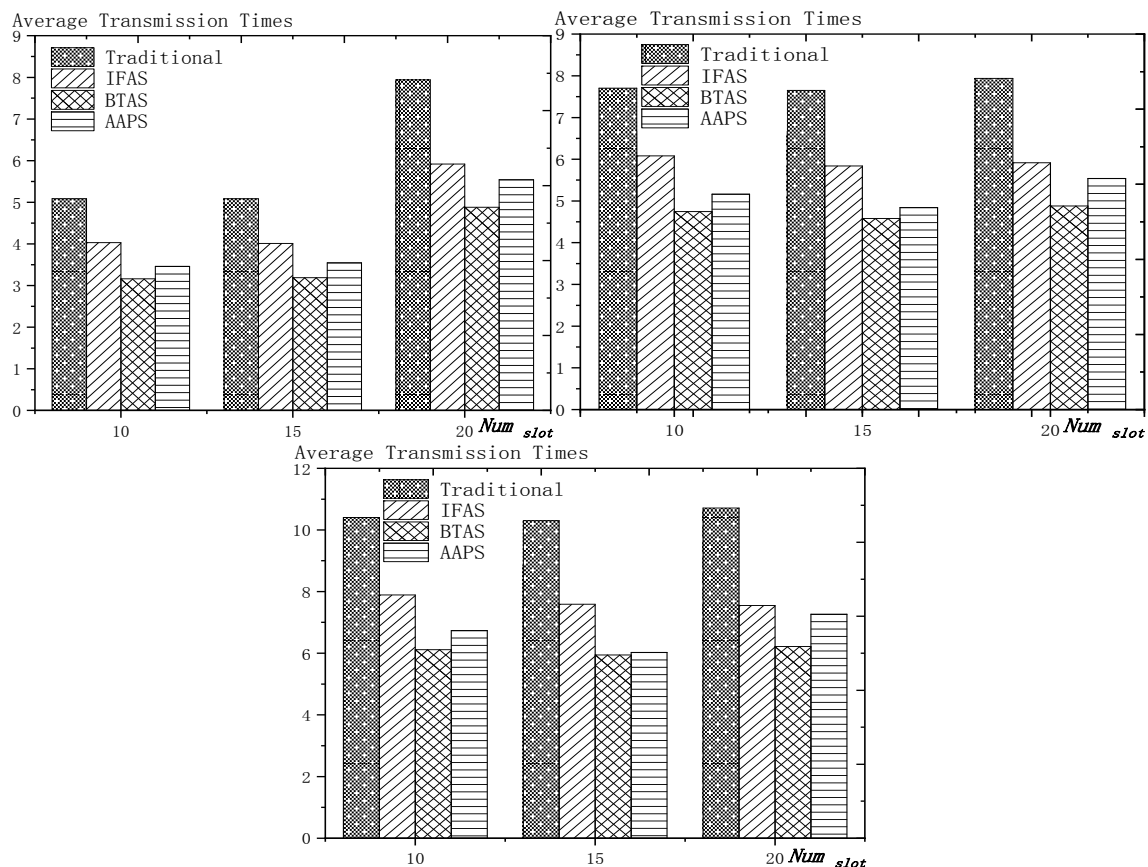 Average Transmission Times
9
8
7
6
5
4
3
2
1
0
Traditional
IFAS
BTAS
AAPS
10
15
20
Num slot
Average Transmission Times
9
8
7
6
5
4
3
2
1
0
Traditional
IFAS
BTAS
AAPS
10
15
20
Num slot
Average Transmission Times
12
10
8
6
4
2
0
Traditional
IFAS
BTAS
AAPS
10
15
20
Num slot